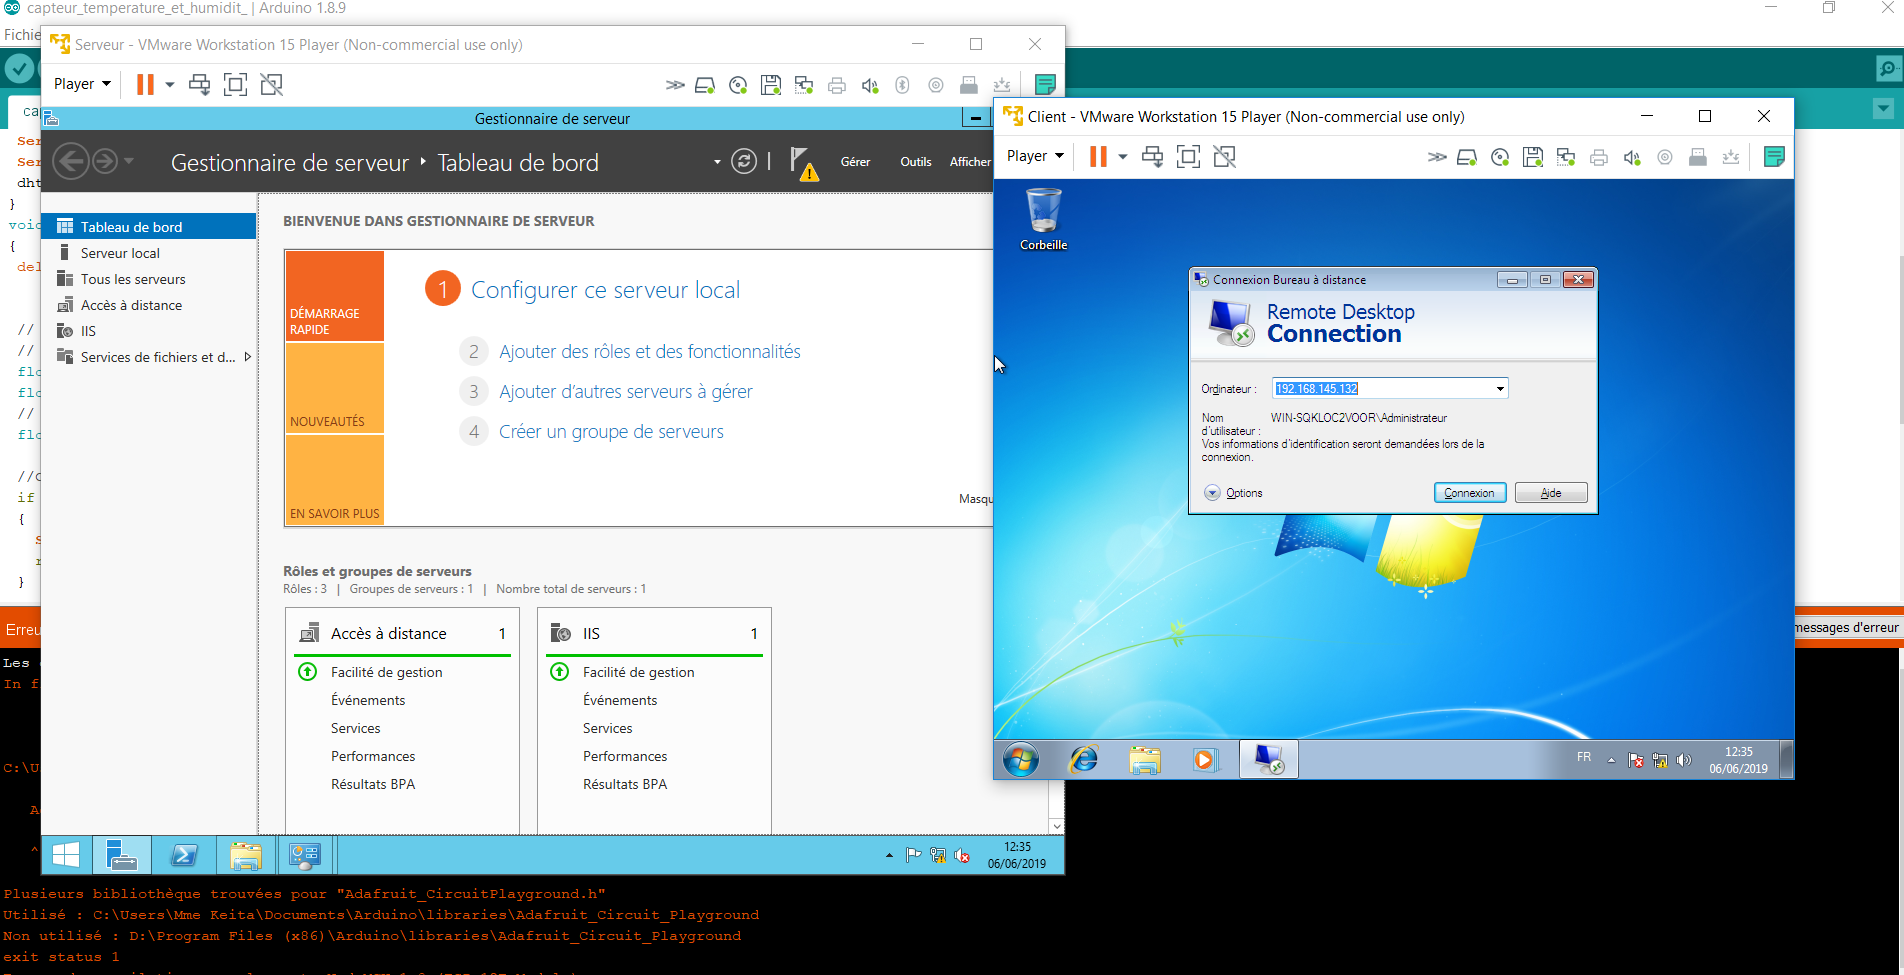 capteur_temperature_et_humidit_ | Arduino 1.8.9
Fichie
Serveur - VMware Workstation 15 Player (Non-commercial use only)
Player
Gestionnaire de serveur
Gestionnaire de serveur ‣ Tableau de bord
Gérer
Outils
Afficher
Tableau de bord
Serveur local
Tous les serveurs
Accès à distance
IIS
Services de fichiers et d...
BIENVENUE DANS GESTIONNAIRE DE SERVEUR
DÉMARRAGE
RAPIDE
NOUVEAUTÉS
EN SAVOIR PLUS
1 Configurer ce serveur local
2 Ajouter des rôles et des fonctionnalités
3 Ajouter d'autres serveurs à gérer
4 Créer un groupe de serveurs
Masqu
Rôles et groupes de serveurs
Rôles : 3 | Groupes de serveurs : 1 | Nombre total de serveurs : 1
Accès à distance 1
Facilité de gestion
Événements
Services
Performances
Résultats BPA
IIS 1
Facilité de gestion
Événements
Services
Performances
Résultats BPA
12:35
06/06/2019
Client - VMware Workstation 15 Player (Non-commercial use only)
Player
Corbeille
Connexion Bureau à distance
Remote Desktop
Connection
Ordinateur : 192.168.145.132
Nom d'utilisateur : WIN-SQKLOC2VOOR\Administrateur
Vos informations d'identification seront demandées lors de la
connexion.
Options
Connexion
Aide
FR
12:35
06/06/2019
ca
Ser
Ser
dht
}
voic
{
del
//
//
flo
flo
//
flo
if
{
}
Erreu
messages d'erreur
Les
In f
C:\U
^
Plusieurs bibliothèque trouvées pour "Adafruit_CircuitPlayground.h"
Utilisé : C:\Users\Mme Keita\Documents\Arduino\libraries\Adafruit_Circuit_Playground
Non utilisé : D:\Program Files (x86)\Arduino\libraries\Adafruit_Circuit_Playground
exit status 1